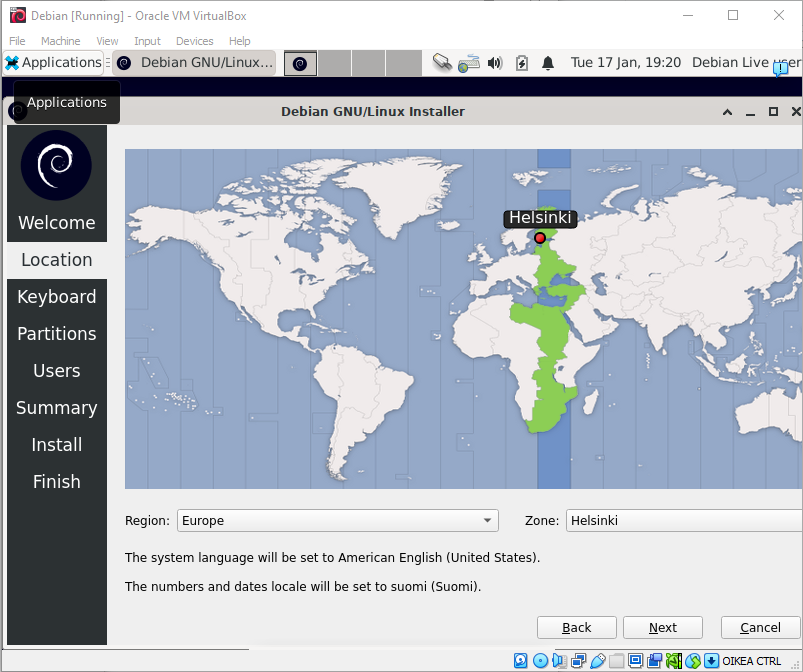 Debian [Running] - Oracle VM VirtualBox
File Machine View Input Devices Help
Applications Debian GNU/Linux... Tue 17 Jan, 19:20 Debian Live user
Applications
Debian GNU/Linux Installer
Welcome
Location
Keyboard
Partitions
Users
Summary
Install
Finish
Helsinki
Region: Europe Zone: Helsinki
The system language will be set to American English (United States).
The numbers and dates locale will be set to suomi (Suomi).
Back Next Cancel
OIKEA CTRL